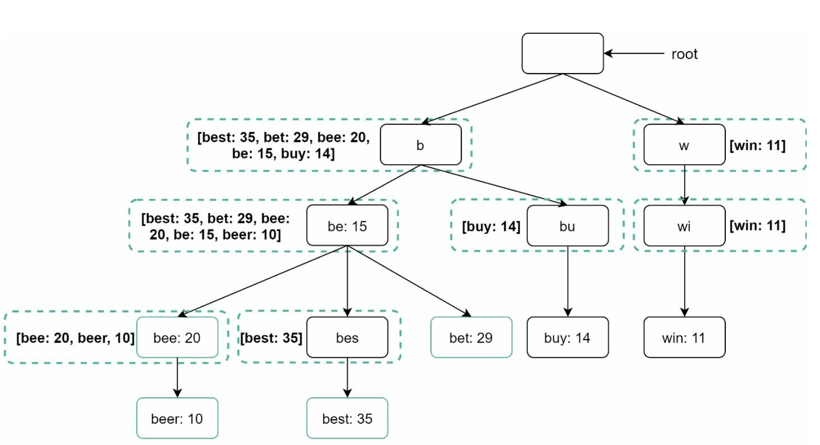 root
[best: 35, bet: 29, bee: 20,
be: 15, buy: 14]
b
w
[win: 11]
[best: 35, bet: 29, bee:
20, be: 15, beer: 10]
be: 15
[buy: 14]
bu
wi
[win: 11]
[bee: 20, beer, 10]
bee: 20
[best: 35]
bes
bet: 29
buy: 14
win: 11
beer: 10
best: 35